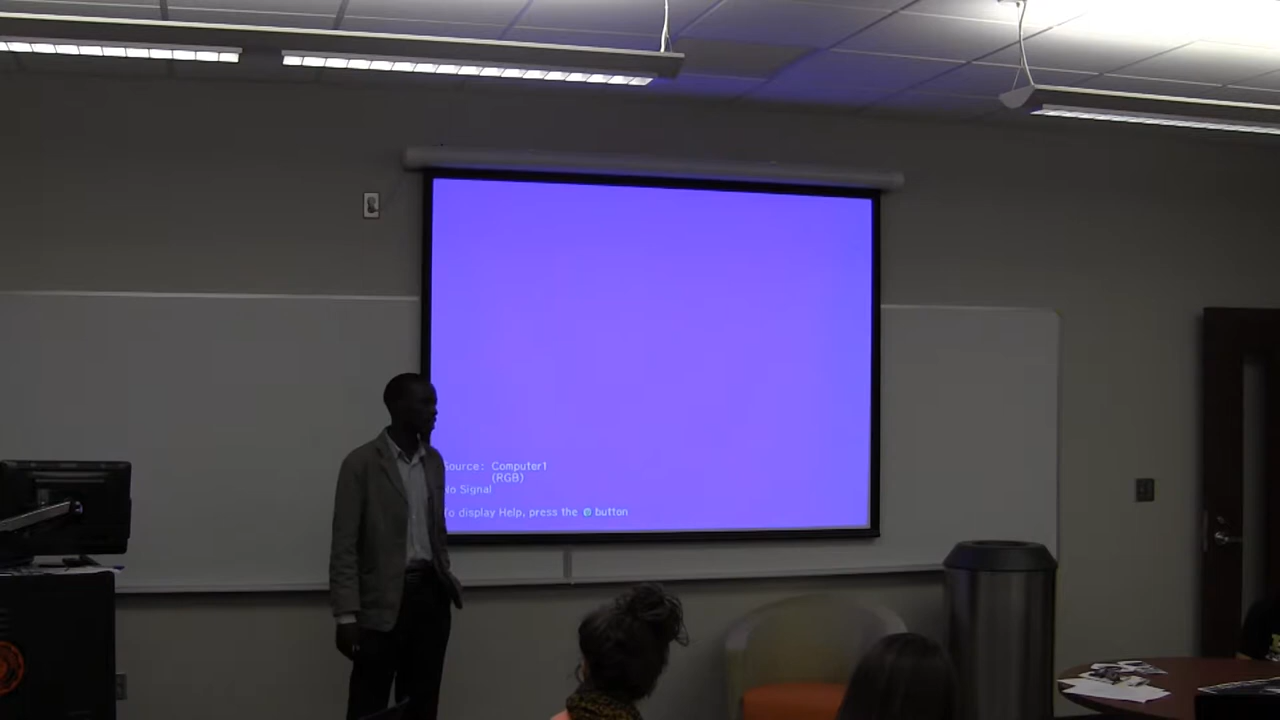 Source: Computer1
(RGB)
No Signal
To display Help, press the button